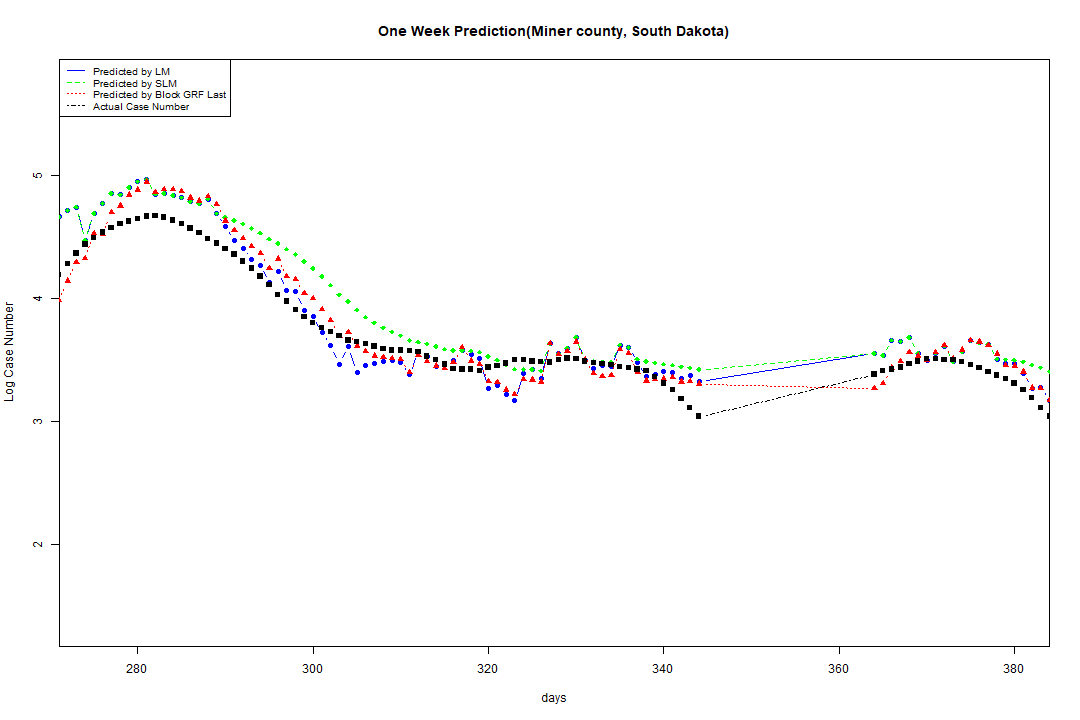 One Week Prediction(Miner county, South Dakota)
Predicted by LM
Predicted by SLM
Predicted by Block GRF Last
Actual Case Number
5
4
3
2
Log Case Number
280 300 320 340 360 380
days